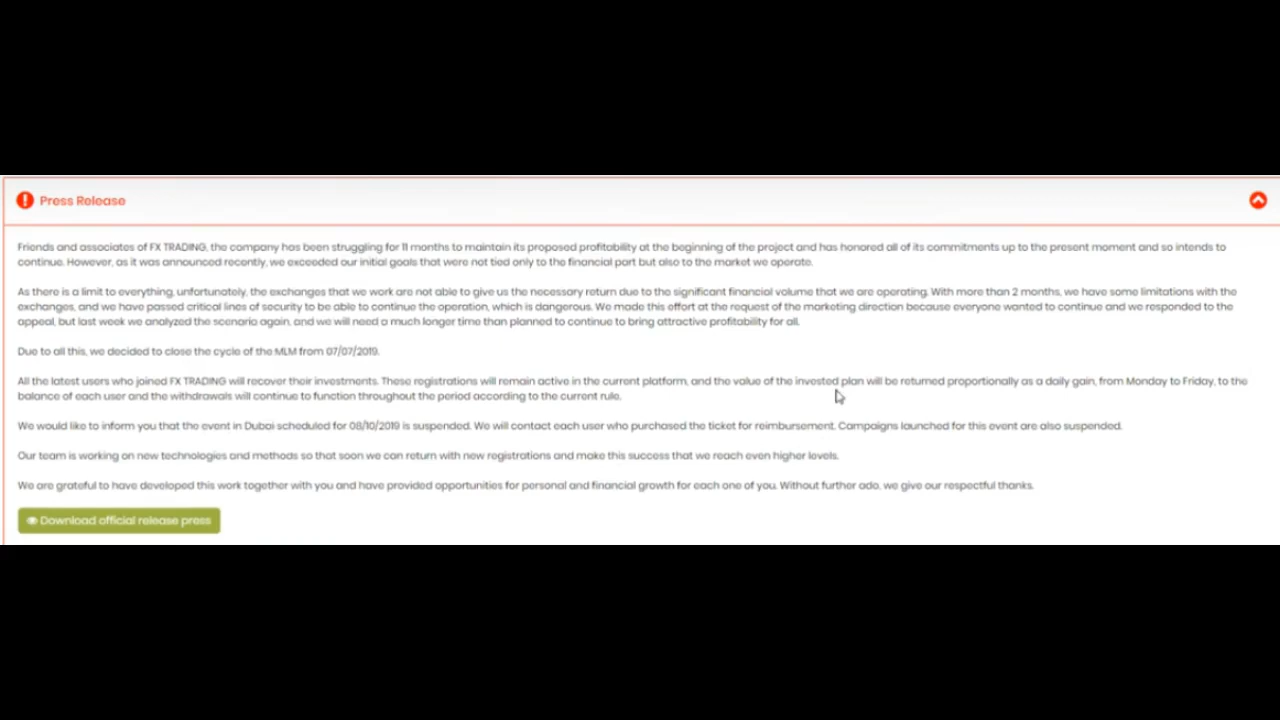 Press Release
Friends and associates of FX TRADING, the company has been struggling for 11 months to maintain its proposed profitability at the beginning of the project and has honored all of its commitments up to the present moment and so intends to
continue. However, as it was announced recently, we exceeded our initial goals that were not tied only to the financial part but also to the market we operate.
As there is a limit to everything, unfortunately, the exchanges that we work are not able to give us the necessary return due to the significant financial volume that we are operating. With more than 2 months, we have some limitations with the
exchanges, and we have passed critical lines of security to be able to continue the operation, which is dangerous. We made this effort at the request of the marketing direction because everyone wanted to continue and we responded to the
appeal, but last week we analyzed the scenario again, and we will need a much longer time than planned to continue to bring attractive profitability for all.
Due to all this, we decided to close the cycle of the MLM from 07/07/2019.
All the latest users who joined FX TRADING will recover their investments. These registrations will remain active in the current platform, and the value of the invested plan will be returned proportionally as a daily gain, from Monday to Friday, to the
balance of each user and the withdrawals will continue to function throughout the period according to the current rule.
We would like to inform you that the event in Dubai scheduled for 08/10/2019 is suspended. We will contact each user who purchased the ticket for reimbursement. Campaigns launched for this event are also suspended.
Our team is working on new technologies and methods so that soon we can return with new registrations and make this success that we reach even higher levels.
We are grateful to have developed this work together with you and have provided opportunities for personal and financial growth for each one of you. Without further ado, we give our respectful thanks.
Download official release press